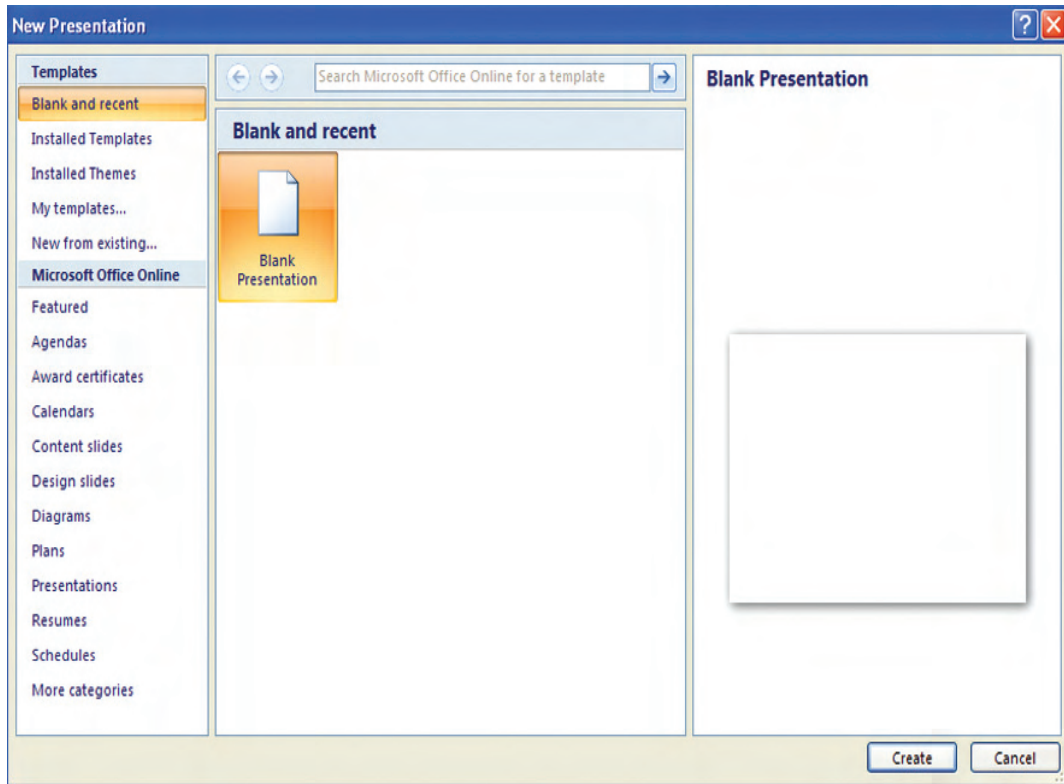 New Presentation
Templates
Blank and recent
Installed Templates
Installed Themes
My templates...
New from existing...
Microsoft Office Online
Featured
Agendas
Award certificates
Calendars
Content slides
Design slides
Diagrams
Plans
Presentations
Resumes
Schedules
More categories
Search Microsoft Office Online for a template
Blank and recent
Blank
Presentation
Blank Presentation
Create
Cancel